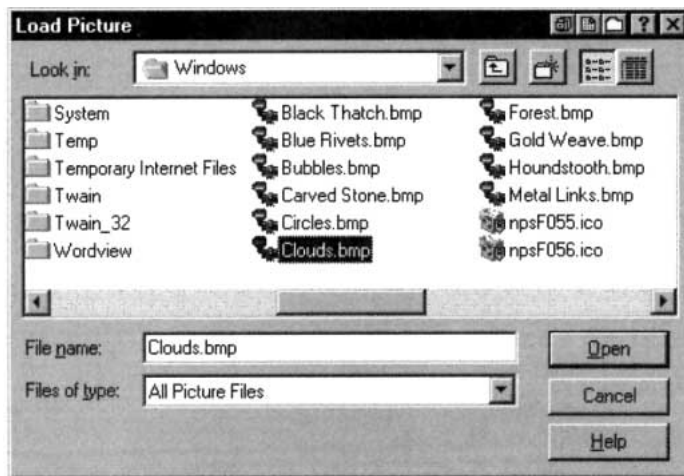 Load Picture
Look in: Windows
System
Temp
Temporary Internet Files
Twain
Twain_32
Wordview
Black Thatch.bmp
Blue Rivets.bmp
Bubbles.bmp
Carved Stone.bmp
Circles.bmp
Clouds.bmp
Forest.bmp
Gold Weave.bmp
Houndstooth.bmp
Metal Links.bmp
npsF055.ico
npsF056.ico
File name: Clouds.bmp
Open
Files of type: All Picture Files
Cancel
Help